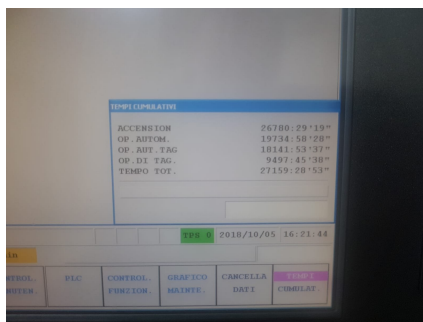 TEMPI CUMULATIVI
ACCENSION 26780:29'19"
OP.AUTOM. 19734:58'28"
OP.AUT.TAG 18141:53'37"
OP.DI TAG. 9497:45'38"
TEMPO TOT. 27159:28'53"
TPS 0 2018/10/05 16:21:44
in
PLC CONTROL. GRAFICO CANCELLA TEMPI
FUNZION. MAINTE. DATI CUMULAT.